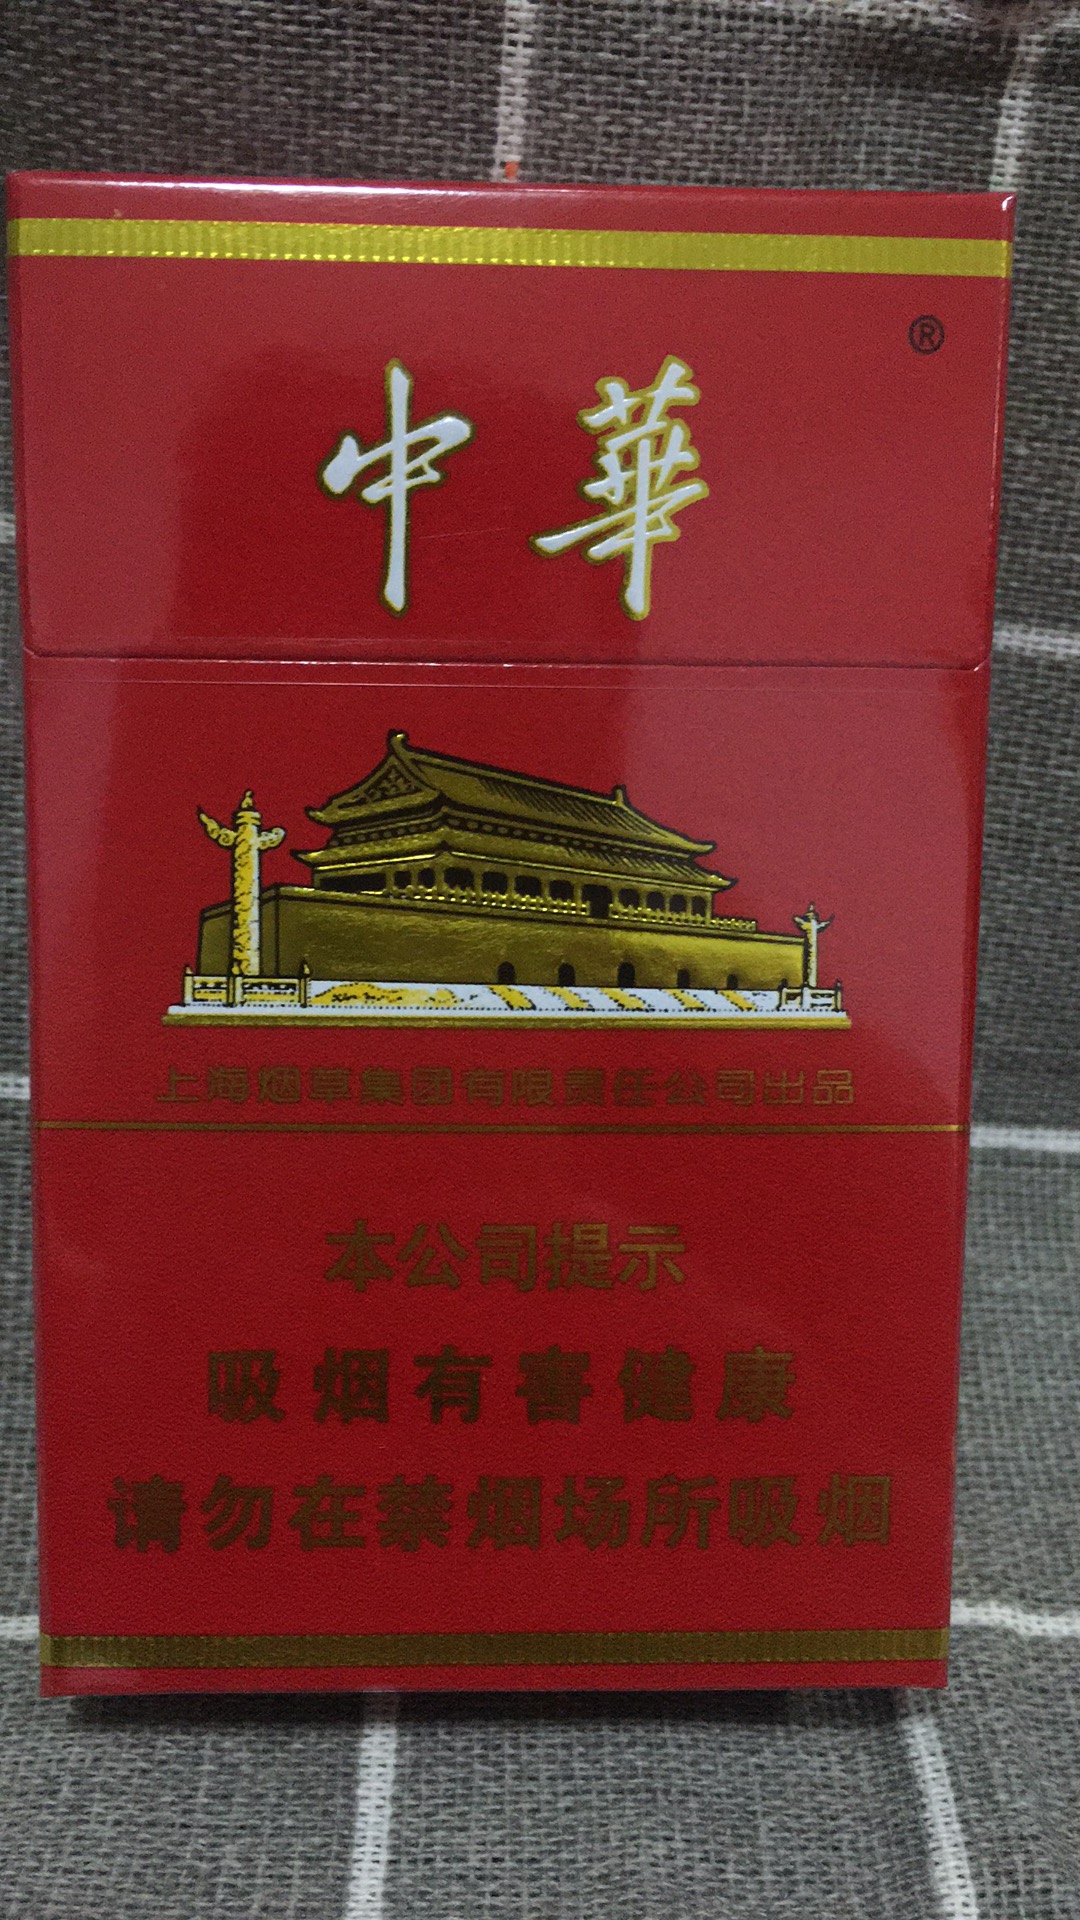 中華
®
上海烟草集团有限责任公司出品
本公司提示
吸烟有害健康
请勿在禁烟场所吸烟